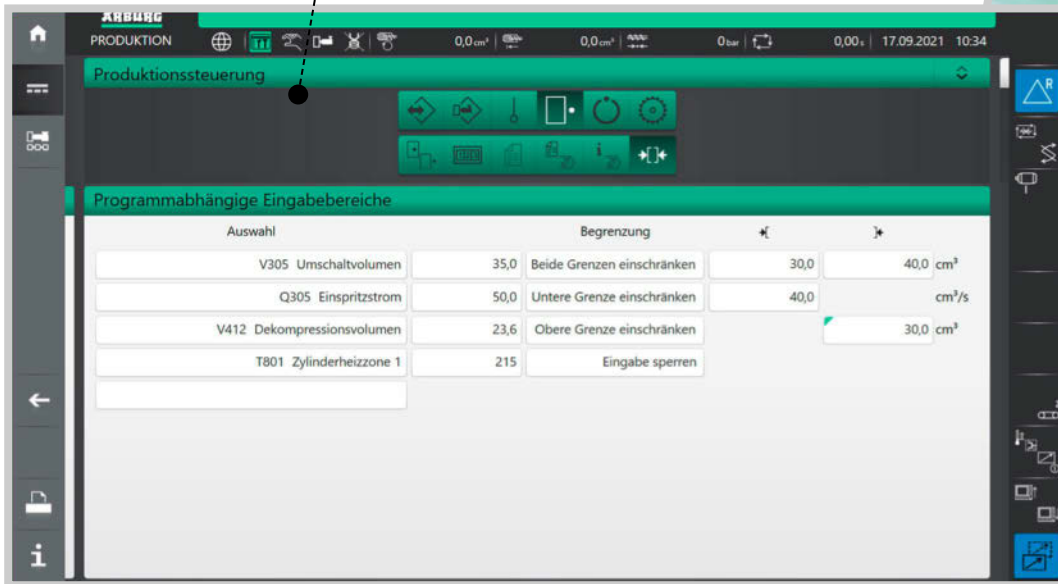 ARBURG
PRODUKTION 0,0 cm³ 0,0 cm³ 0 bar 0,00 s 17.09.2021 10:34
Produktionssteuerung
R
Programmabhängige Eingabebereiche
Auswahl Begrenzung
V305 Umschaltvolumen 35,0 Beide Grenzen einschränken 30,0 40,0 cm³
Q305 Einspritzstrom 50,0 Untere Grenze einschränken 40,0 cm³/s
V412 Dekompressionsvolumen 23,6 Obere Grenze einschränken 30,0 cm³
T801 Zylinderheizzone 1 215 Eingabe sperren
i